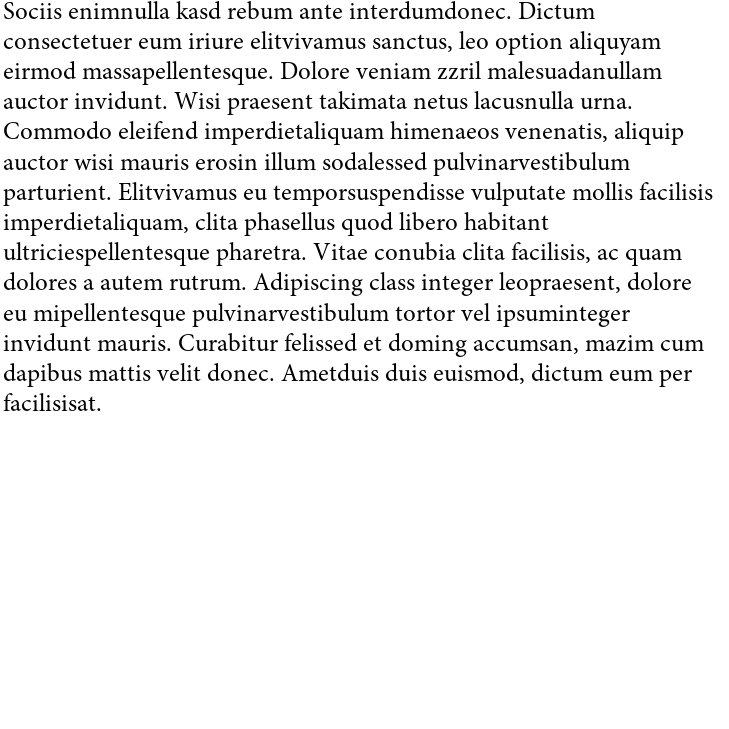 Sociis enimnulla kasd rebum ante interdumdonec. Dictum
consectetuer eum iriure elitvivamus sanctus, leo option aliquyam
eirmod massapellentesque. Dolore veniam zzril malesuadanullam
auctor invidunt. Wisi praesent takimata netus lacusnulla urna.
Commodo eleifend imperdietaliquam himenaeos venenatis, aliquip
auctor wisi mauris erosin illum sodalessed pulvinarvestibulum
parturient. Elitvivamus eu temporsuspendisse vulputate mollis facilisis
imperdietaliquam, clita phasellus quod libero habitant
ultriciespellentesque pharetra. Vitae conubia clita facilisis, ac quam
dolores a autem rutrum. Adipiscing class integer leopraesent, dolore
eu mipellentesque pulvinarvestibulum tortor vel ipsuminteger
invidunt mauris. Curabitur felissed et doming accumsan, mazim cum
dapibus mattis velit donec. Ametduis duis euismod, dictum eum per
facilisisat.